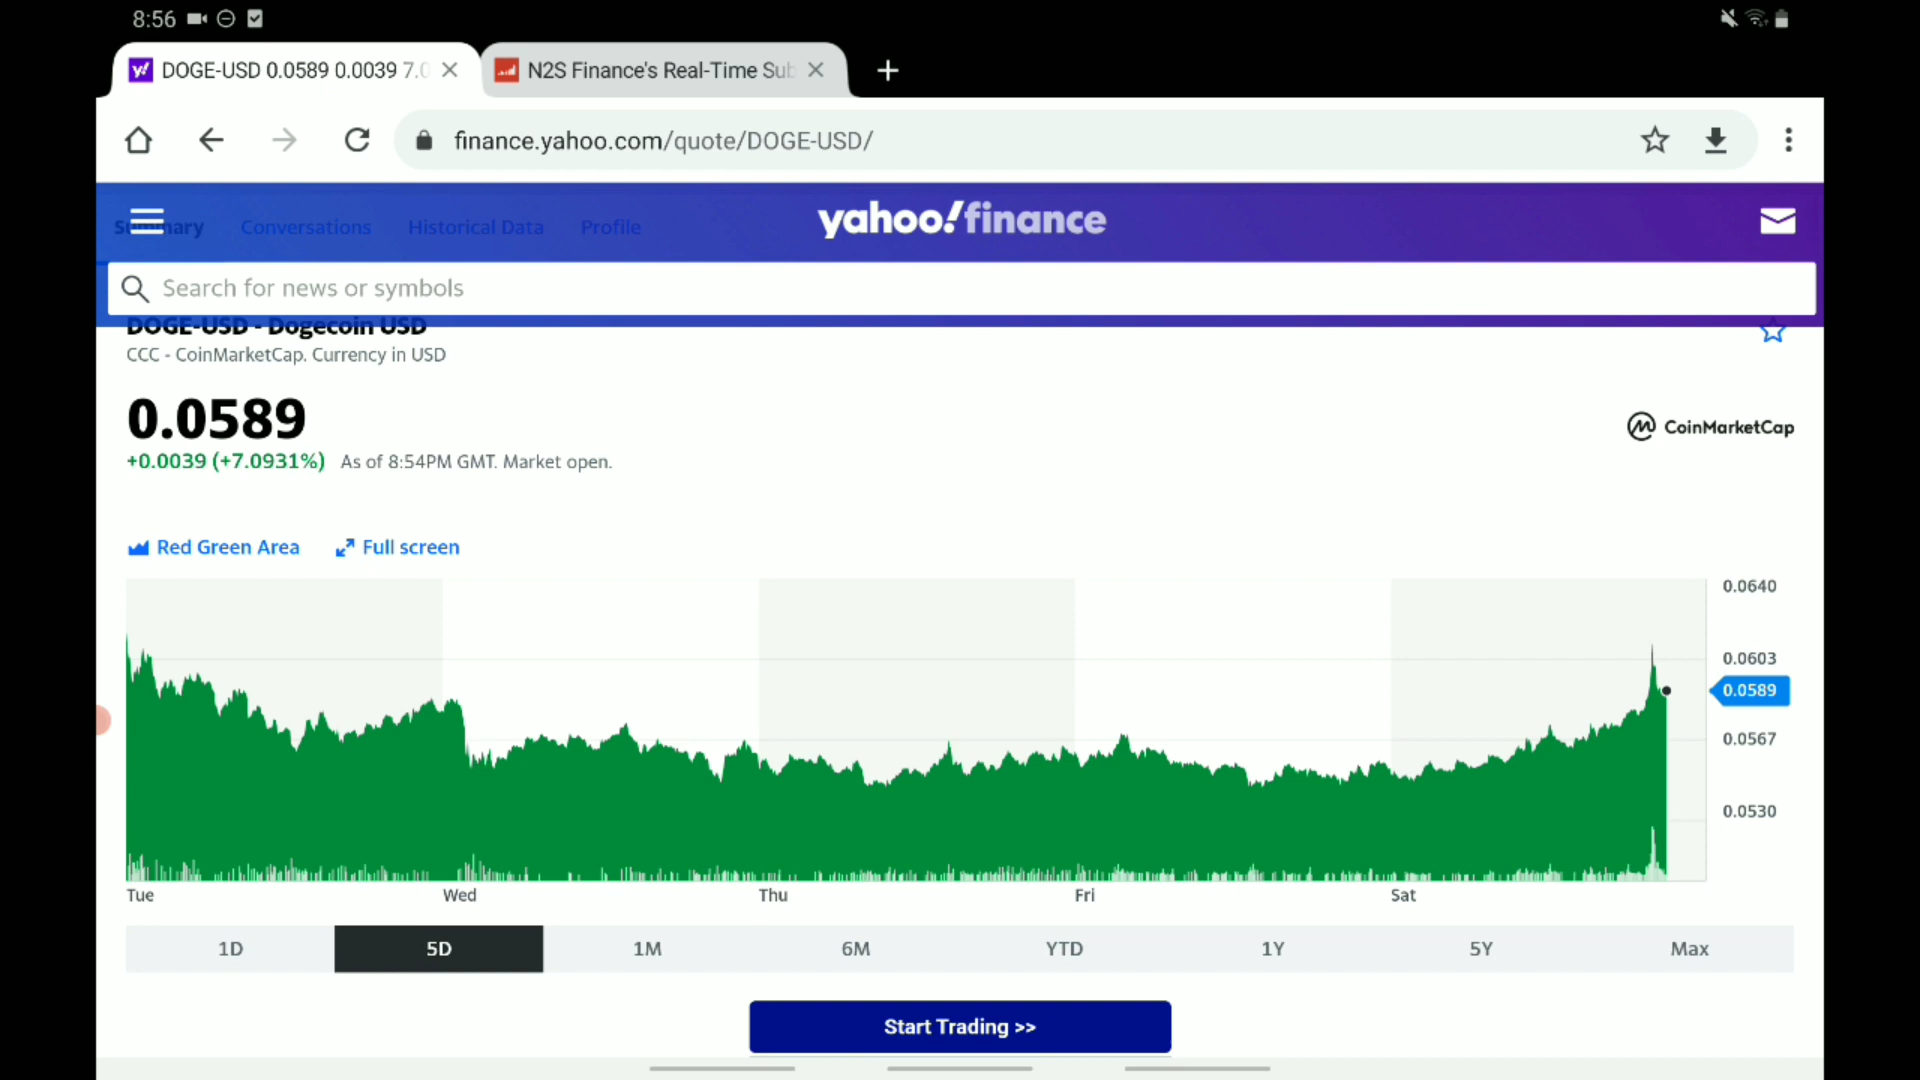 8:56
DOGE-USD 0.0589 0.0039 7.0
N2S Finance's Real-Time Sub
finance.yahoo.com/quote/DOGE-USD/
yahoo!finance
Summary Conversations Historical Data Profile
Search for news or symbols
DOGE-USD - Dogecoin USD
CCC - CoinMarketCap. Currency in USD
0.0589
CoinMarketCap
+0.0039 (+7.0931%) As of 8:54PM GMT. Market open.
Red Green Area Full screen
0.0640
0.0603
0.0589
0.0567
0.0530
Tue Wed Thu Fri Sat
1D 5D 1M 6M YTD 1Y 5Y Max
Start Trading >>